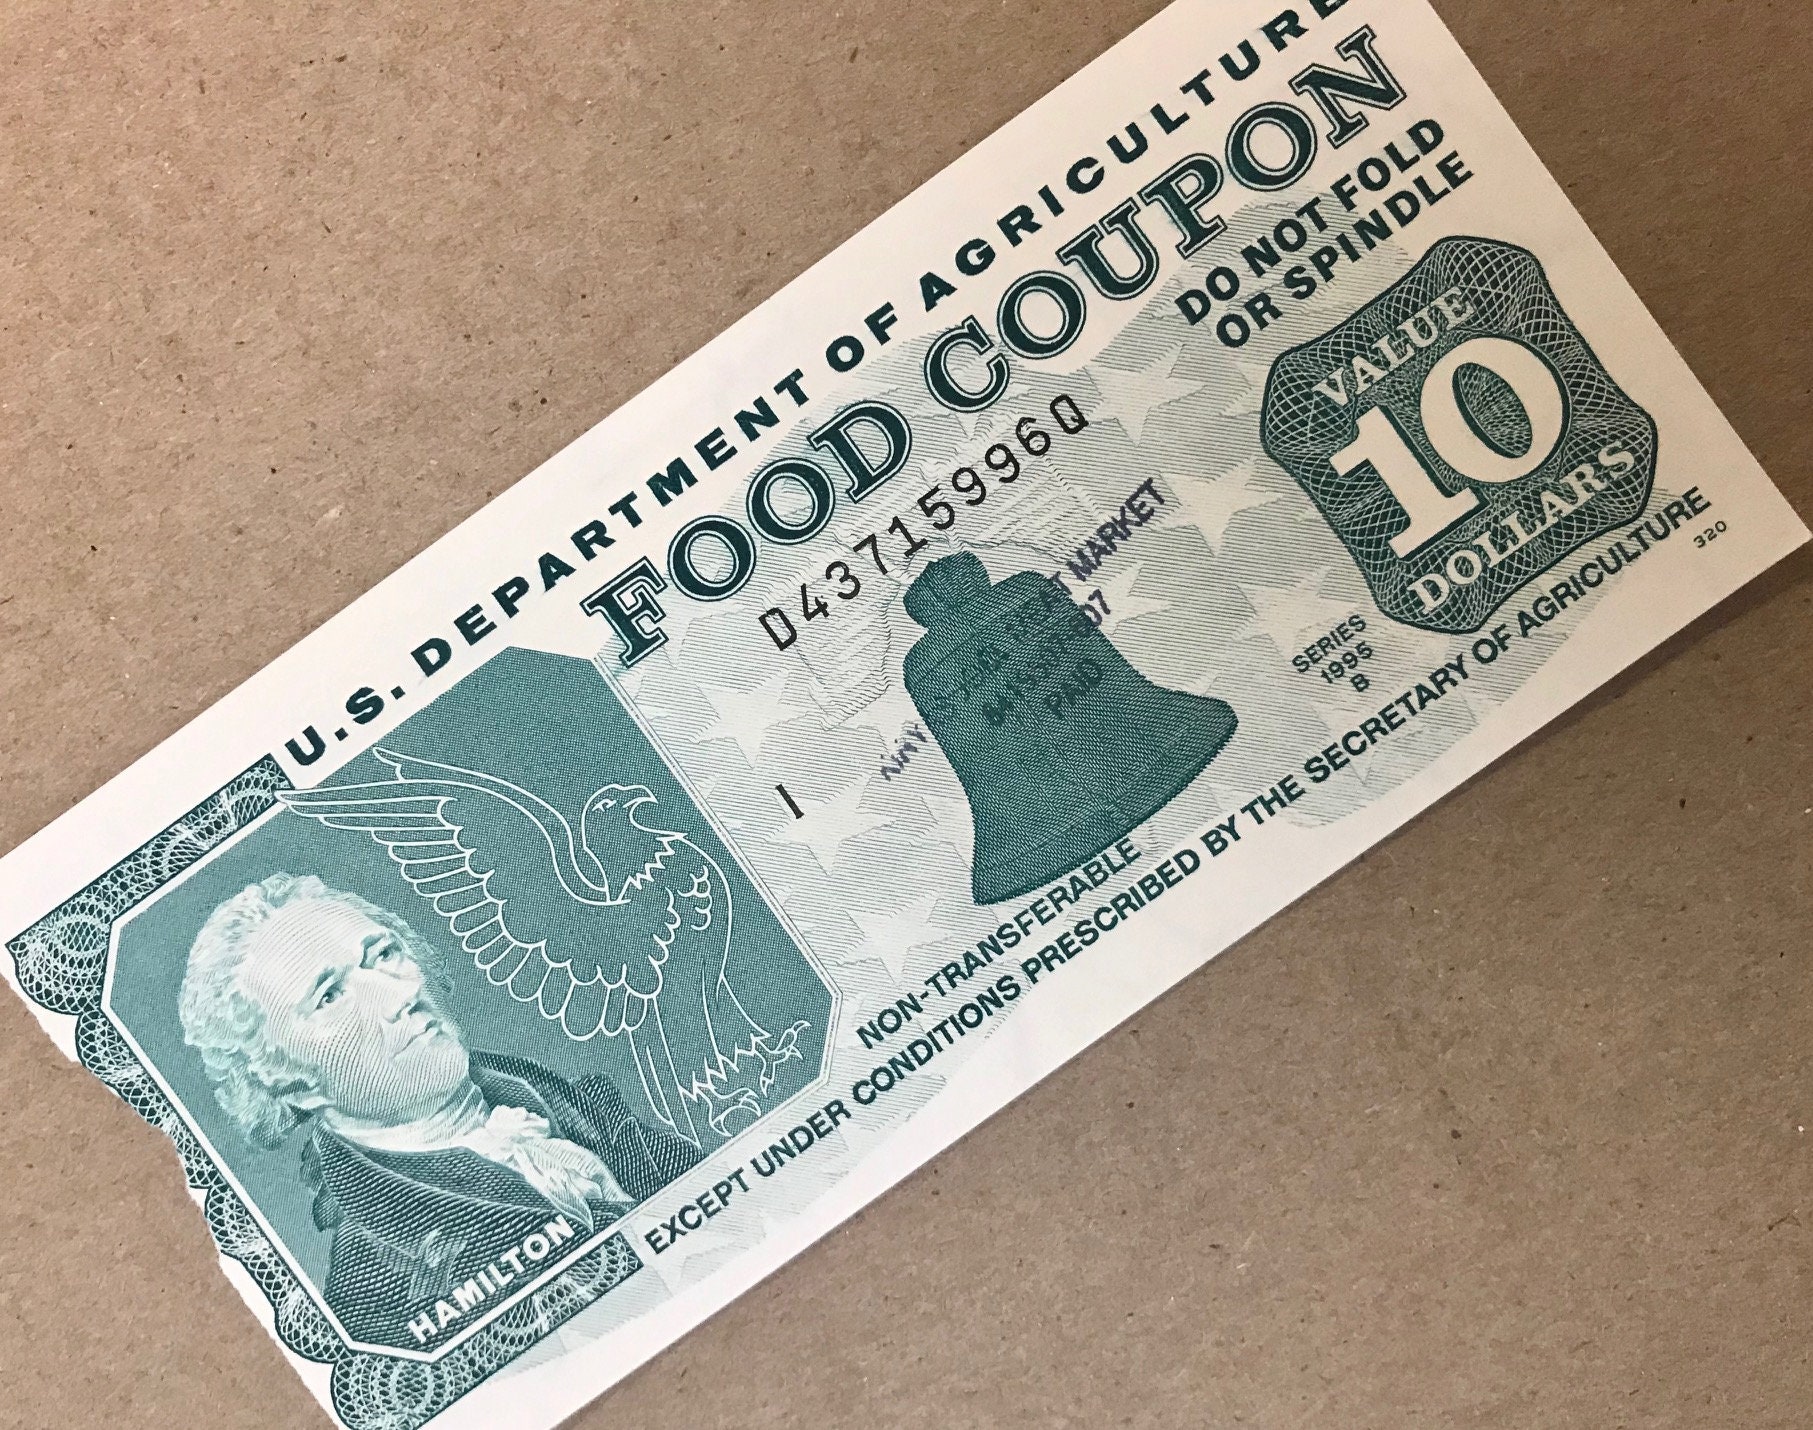 U.S. DEPARTMENT OF AGRICULTURE
FOOD COUPON
DO NOT FOLD
OR SPINDLE
D43715996Q
VALUE
10
DOLLARS
MARKET
PAID
I
SERIES
1995
B
320
NON-TRANSFERABLE
EXCEPT UNDER CONDITIONS PRESCRIBED BY THE SECRETARY OF AGRICULTURE
HAMILTON